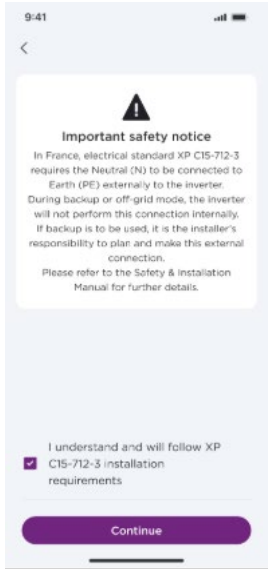 9:41
Important safety notice
In France, electrical standard XP C15-712-3
requires the Neutral (N) to be connected to
Earth (PE) externally to the inverter.
During backup or off-grid mode, the inverter
will not perform this connection internally.
If backup is to be used, it is the installer's
responsibility to plan and make this external
connection.
Please refer to the Safety & Installation
Manual for further details.
I understand and will follow XP
C15-712-3 installation
requirements
Continue